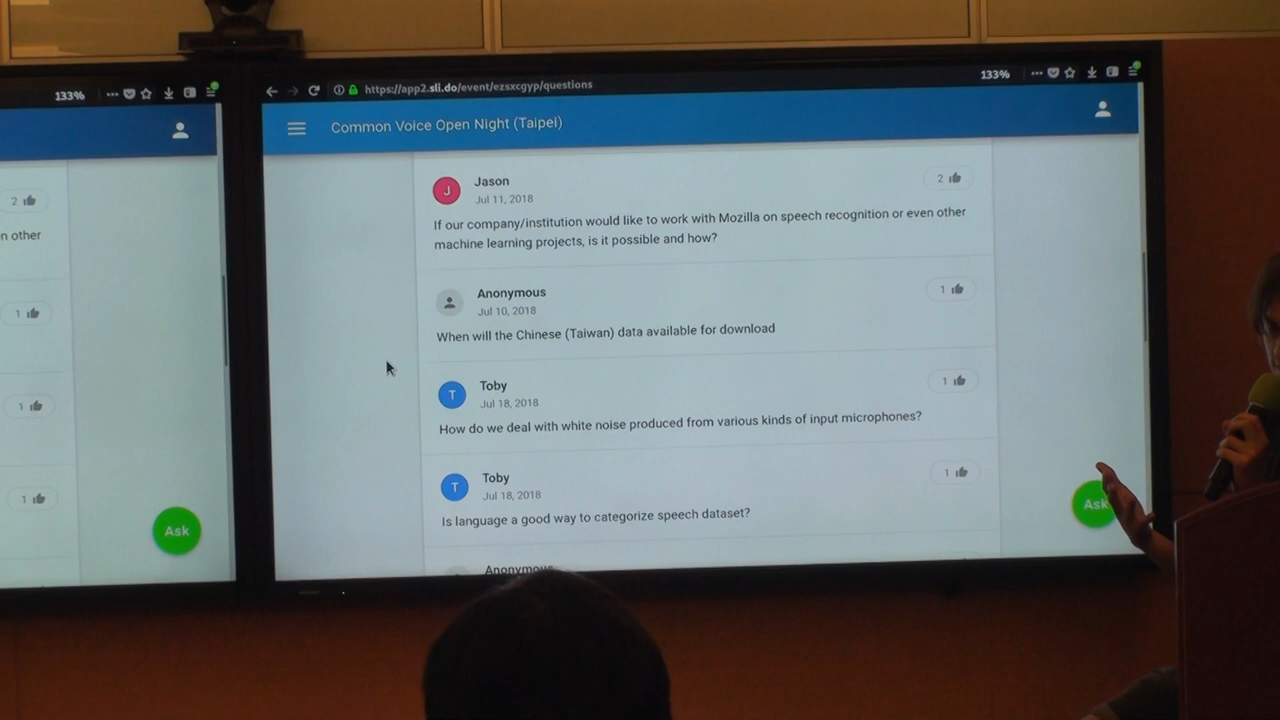 133%
2
n other
1
1
1
Ask
https://app2.sli.do/event/ezsxcgyp/questions
133%
Common Voice Open Night (Taipei)
J
Jason
Jul 11, 2018
2
If our company/institution would like to work with Mozilla on speech recognition or even other
machine learning projects, is it possible and how?
Anonymous
Jul 10, 2018
1
When will the Chinese (Taiwan) data available for download
T
Toby
Jul 18, 2018
1
How do we deal with white noise produced from various kinds of input microphones?
T
Toby
Jul 18, 2018
1
Is language a good way to categorize speech dataset?
Anonymous
Ask